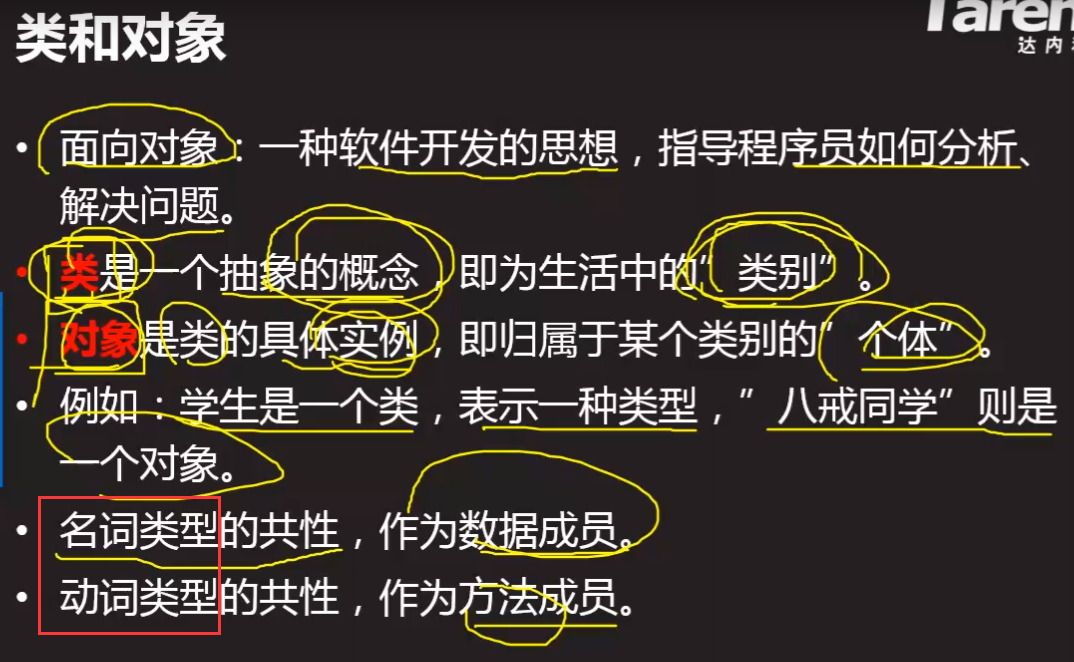 类和对象
Taren
达内
• 面向对象：一种软件开发的思想，指导程序员如何分析、
解决问题。
• 类是一个抽象的概念，即为生活中的”类别”。
• 对象是类的具体实例，即归属于某个类别的”个体”。
• 例如：学生是一个类，表示一种类型，”八戒同学”则是
一个对象。
• 名词类型的共性，作为数据成员。
• 动词类型的共性，作为方法成员。